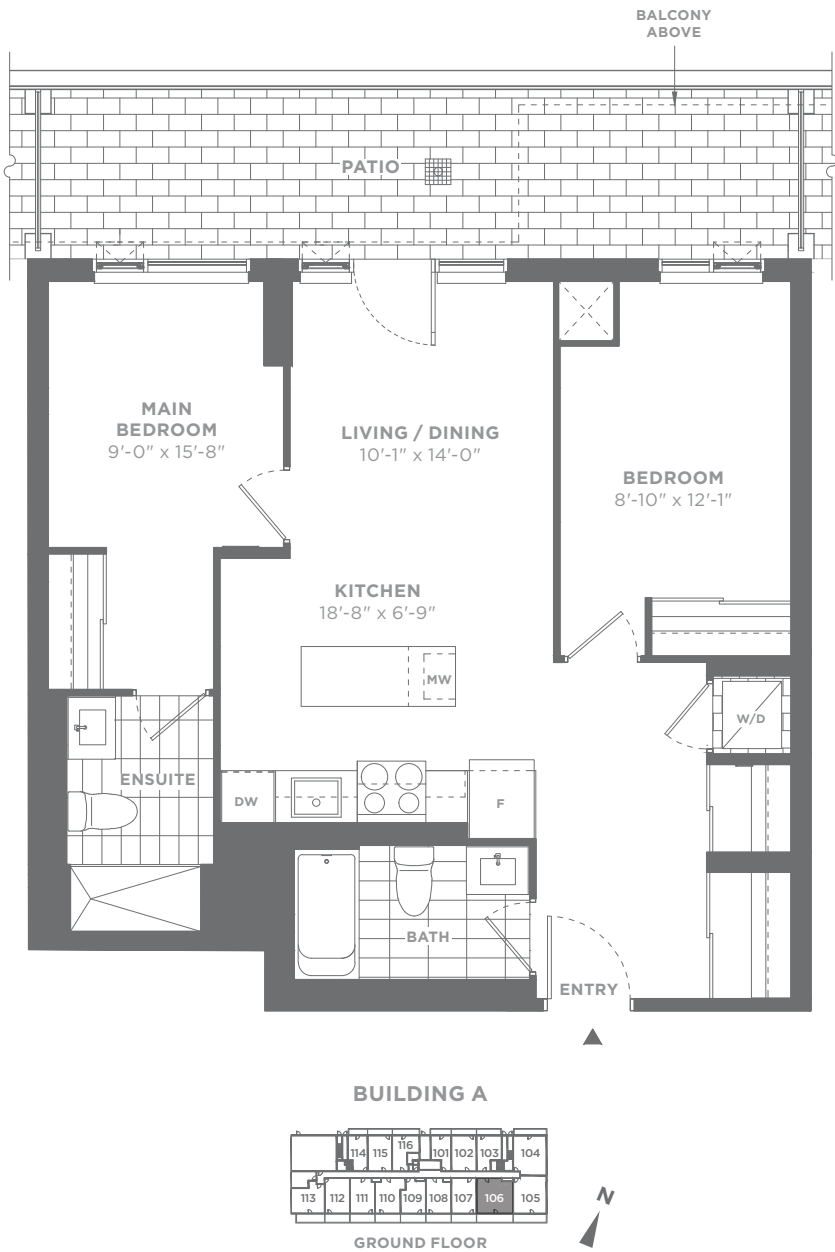 BALCONY
ABOVE
PATIO
MAIN
BEDROOM
9'-0" x 15'-8"
LIVING / DINING
10'-1" x 14'-0"
BEDROOM
8'-10" x 12'-1"
KITCHEN
18'-8" x 6'-9"
MW
W/D
ENSUITE
DW
F
BATH
ENTRY
BUILDING A
114 115 116 101 102 103 104
113 112 111 110 109 108 107 106 105
N
GROUND FLOOR